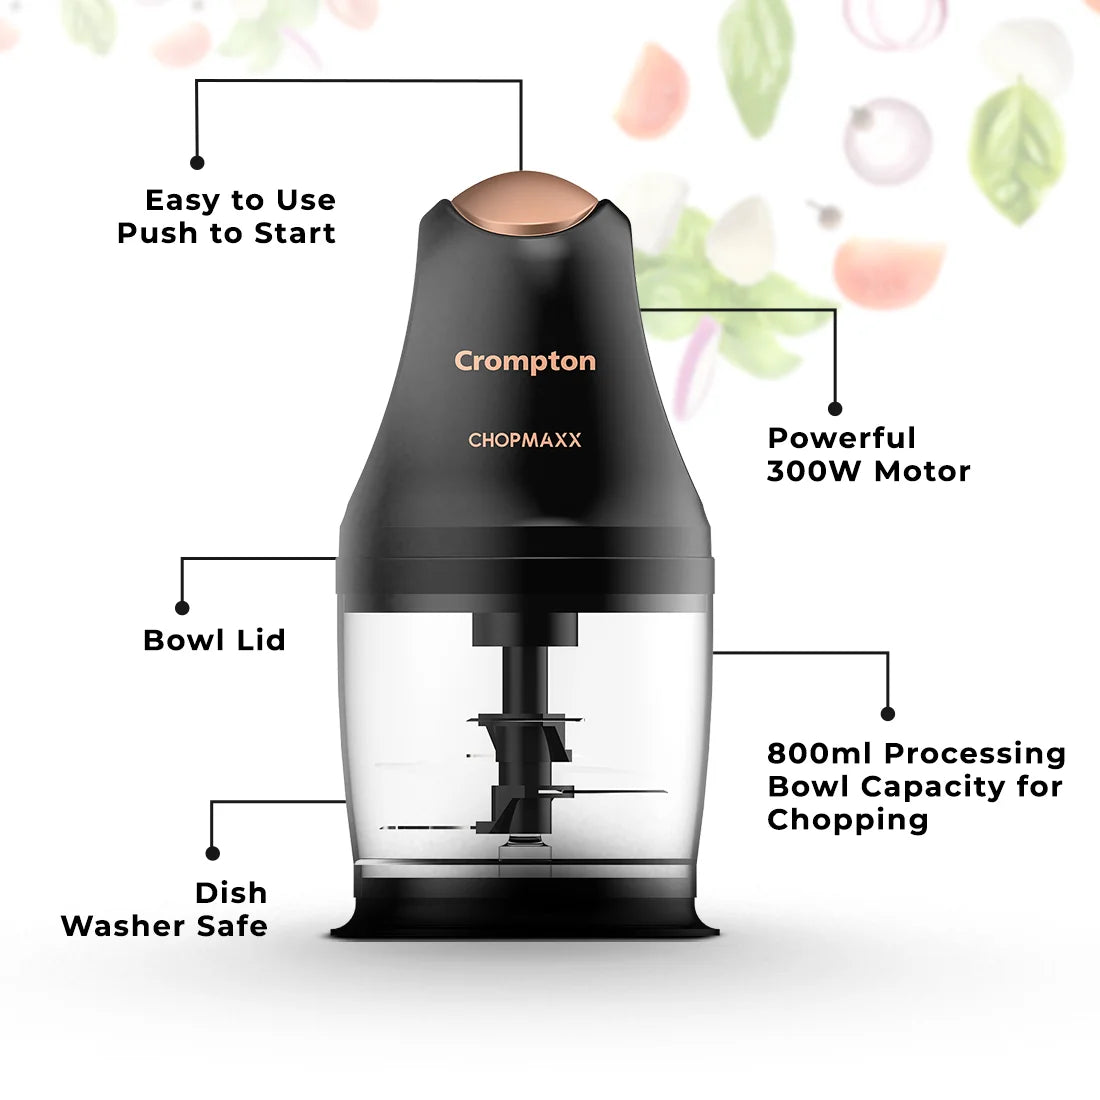 Easy to Use
Push to Start
Crompton
CHOPMAXX
Powerful
300W Motor
Bowl Lid
800ml Processing
Bowl Capacity for
Chopping
Dish
Washer Safe